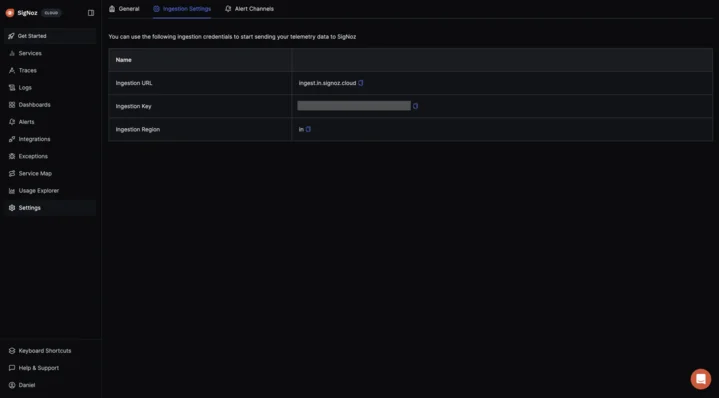 SigNoz CLOUD
Get Started
Services
Traces
Logs
Dashboards
Alerts
Integrations
Exceptions
Service Map
Usage Explorer
Settings
Keyboard Shortcuts
Help & Support
Daniel
General Ingestion Settings Alert Channels
You can use the following ingestion credentials to start sending your telemetry data to SigNoz
Name
Ingestion URL ingest.in.signoz.cloud
Ingestion Key
Ingestion Region in